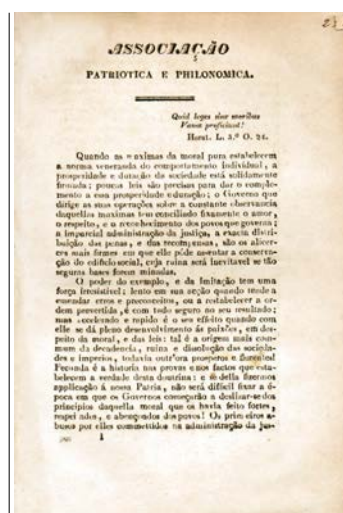 23
ASSOCIAÇÃO
PATRIOTICA E PHILONOMICA.
Quid leges sine moribus
Vanæ proficiunt!
Horat. L. 3.º O. 24.
Quando as maximas da moral pura estabelecem
a norma veneranda do comportamento individual, a
prosperidade e duração da sociedade está solidamente
firmada; poucas leis são precisas para dar o comple-
mento a sua prosperidade e duração; o Governo que
dirige as suas operações sobre a constante observancia
daquellas maximas tem conciliado fixamente o amor,
o respeito, e o reconhecimento dos povos que governa;
a imparcial administração da justiça, a exacta distri-
buição das penas, e das recompensas, são os alicer-
ces mais firmes em que elle póde assentar a conserva-
ção do edificio social, cuja ruina será inevitavel se tão
seguras bases forem minadas.
O poder do exemplo, e da imitação tem uma
força irresistivel; lento em sua acção quando tende a
emendar erros e preconceitos, ou a restabelecer a or-
dem pervertida, é com tudo seguro no seu resultado;
mas accelerado e rapido é o seu effeito quando com
elle se dá pleno desenvolvimento ás paixões, em des-
peito da moral, e das leis: tal é a origem mais com-
mum da decadencia, ruina e dissolução das socieda-
des e imperios, todavia outr'ora prosperos e florentes!
Fecunda é a historia nas provas e nos factos que esta-
belecem a verdade desta doutrina; e se della fizermos
applicação á nossa Patria, não será difficil fixar a é-
poca em que os Governos começarão a deslizar-se dos
principios daquella moral que os havia feito fortes,
respeitados, e abençoados dos povos! Os primeiros a-
busos por elles commettidos na administração da jus-
1